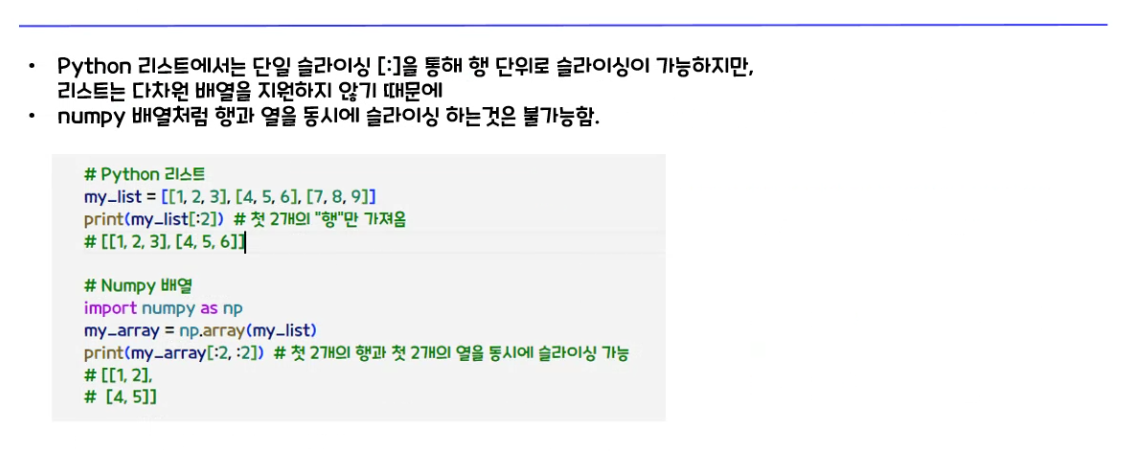 • Python 리스트에서는 단일 슬라이싱 [:]을 통해 행 단위로 슬라이싱이 가능하지만,
리스트는 다차원 배열을 지원하지 않기 때문에
• numpy 배열처럼 행과 열을 동시에 슬라이싱 하는것은 불가능함.
# Python 리스트
my_list = [[1, 2, 3], [4, 5, 6], [7, 8, 9]]
print(my_list[:2]) # 첫 2개의 "행"만 가져옴
# [[1, 2, 3], [4, 5, 6]]
# Numpy 배열
import numpy as np
my_array = np.array(my_list)
print(my_array[:2, :2]) # 첫 2개의 행과 첫 2개의 열을 동시에 슬라이싱 가능
# [[1, 2],
# [4, 5]]